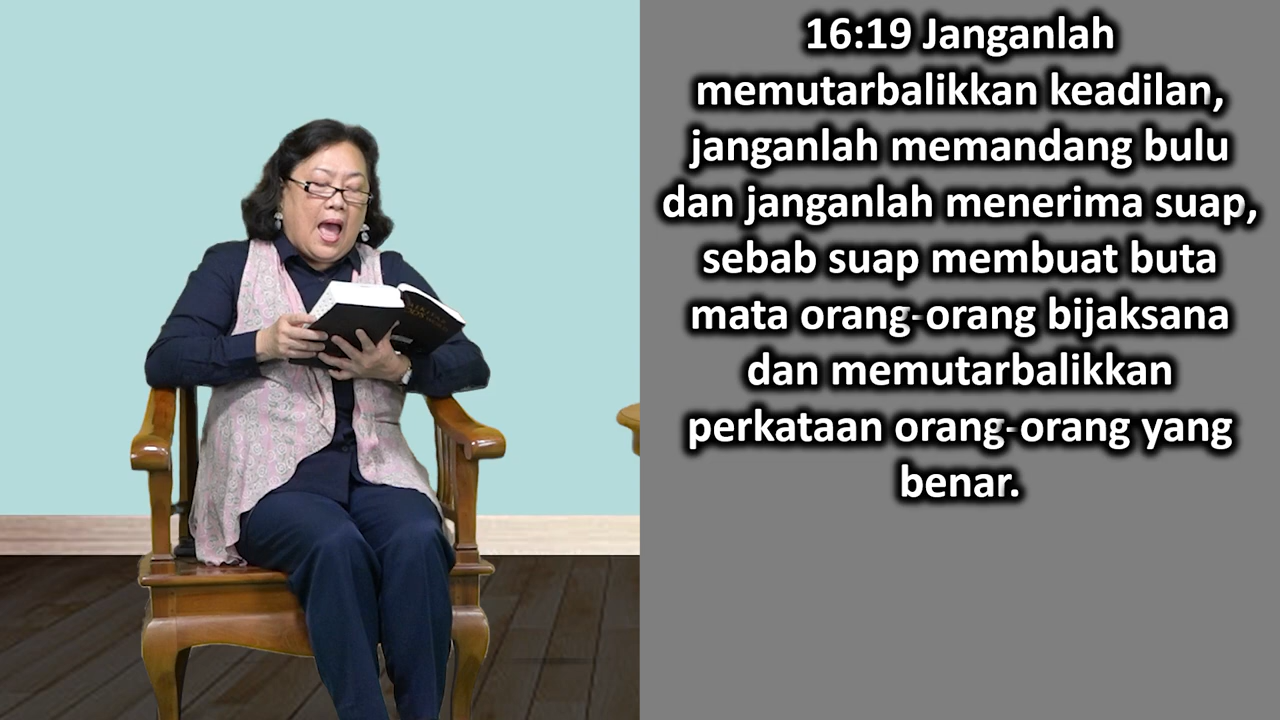 16:19 Janganlah
memutarbalikkan keadilan,
janganlah memandang bulu
dan janganlah menerima suap,
sebab suap membuat buta
mata orang-orang bijaksana
dan memutarbalikkan
perkataan orang-orang yang
benar.